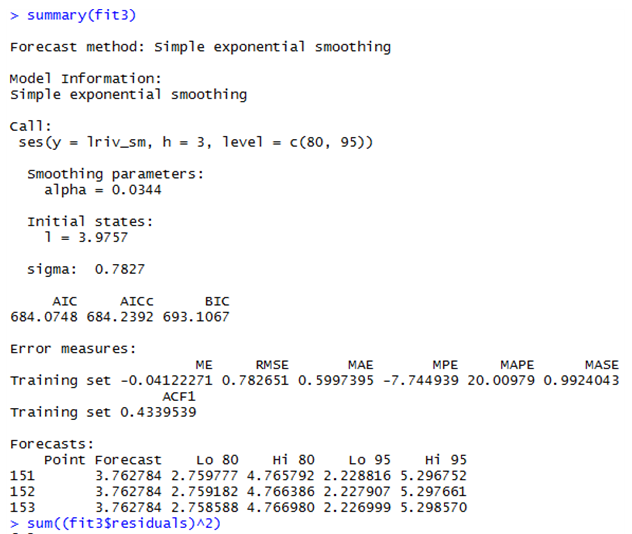 > summary(fit3)
Forecast method: Simple exponential smoothing
Model Information:
Simple exponential smoothing
Call:
ses(y = lriv_sm, h = 3, level = c(80, 95))
Smoothing parameters:
alpha = 0.0344
Initial states:
l = 3.9757
sigma: 0.7827
AIC AICc BIC
684.0748 684.2392 693.1067
Error measures:
ME RMSE MAE MPE MAPE MASE
Training set -0.04122271 0.782651 0.5997395 -7.744939 20.00979 0.9924043
ACF1
Training set 0.4339539
Forecasts:
Point Forecast Lo 80 Hi 80 Lo 95 Hi 95
151 3.762784 2.759777 4.765792 2.228816 5.296752
152 3.762784 2.759182 4.766386 2.227907 5.297661
153 3.762784 2.758588 4.766980 2.226999 5.298570
> sum((fit3$residuals)^2)